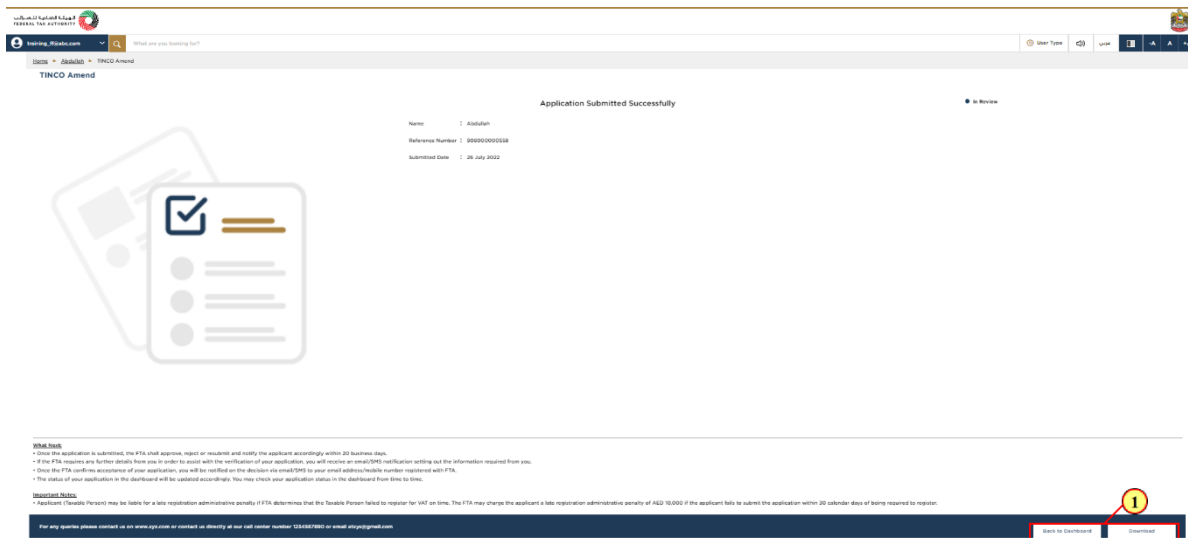 الهيئة الاتحادية للضرائب
FEDERAL TAX AUTHORITY
training_ft@abc.com
What are you looking for?
User Type
عربي
-A
A
Home Abdullah TINCO Amend
TINCO Amend
Application Submitted Successfully
In Review
Name : Abdullah
Reference Number :
Submitted Date : 26 July 2022
What Next:
• Once the application is submitted, the FTA shall approve, reject or resubmit and notify the applicant accordingly within 20 business days.
• If the FTA requires any further details from you in order to assist with the verification of your application, you will receive an email/SMS notification setting out the information required from you.
• Once the FTA confirms acceptance of your application, you will be notified on the decision via email/SMS to your email address/mobile number registered with FTA.
• The status of your application in the dashboard will be updated accordingly. You may check your application status in the dashboard from time to time.
Important Notes:
• Applicant (Taxable Person) may be liable for a late registration administrative penalty if FTA determines that the Taxable Person failed to register for VAT on time. The FTA may charge the applicant a late registration administrative penalty of AED 10,000 if the applicant fails to submit the application within 30 calendar days of being required to register.
1
For any queries please contact us on www.xyz.com or contact us directly at our call center number 1234567890 or email
Back to Dashboard
Download